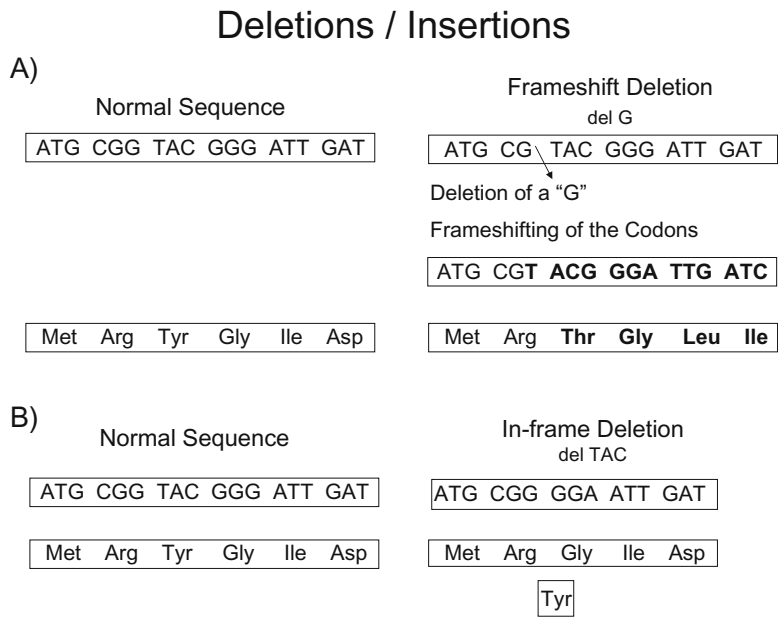 Deletions / Insertions
A)
Normal Sequence
ATG CGG TAC GGG ATT GAT
Met Arg Tyr Gly Ile Asp
Frameshift Deletion
del G
ATG CG TAC GGG ATT GAT
Deletion of a “G”
Frameshifting of the Codons
ATG CGT ACG GGA TTG ATC
Met Arg Thr Gly Leu Ile
B)
Normal Sequence
ATG CGG TAC GGG ATT GAT
Met Arg Tyr Gly Ile Asp
In-frame Deletion
del TAC
ATG CGG GGA ATT GAT
Met Arg Gly Ile Asp
Tyr